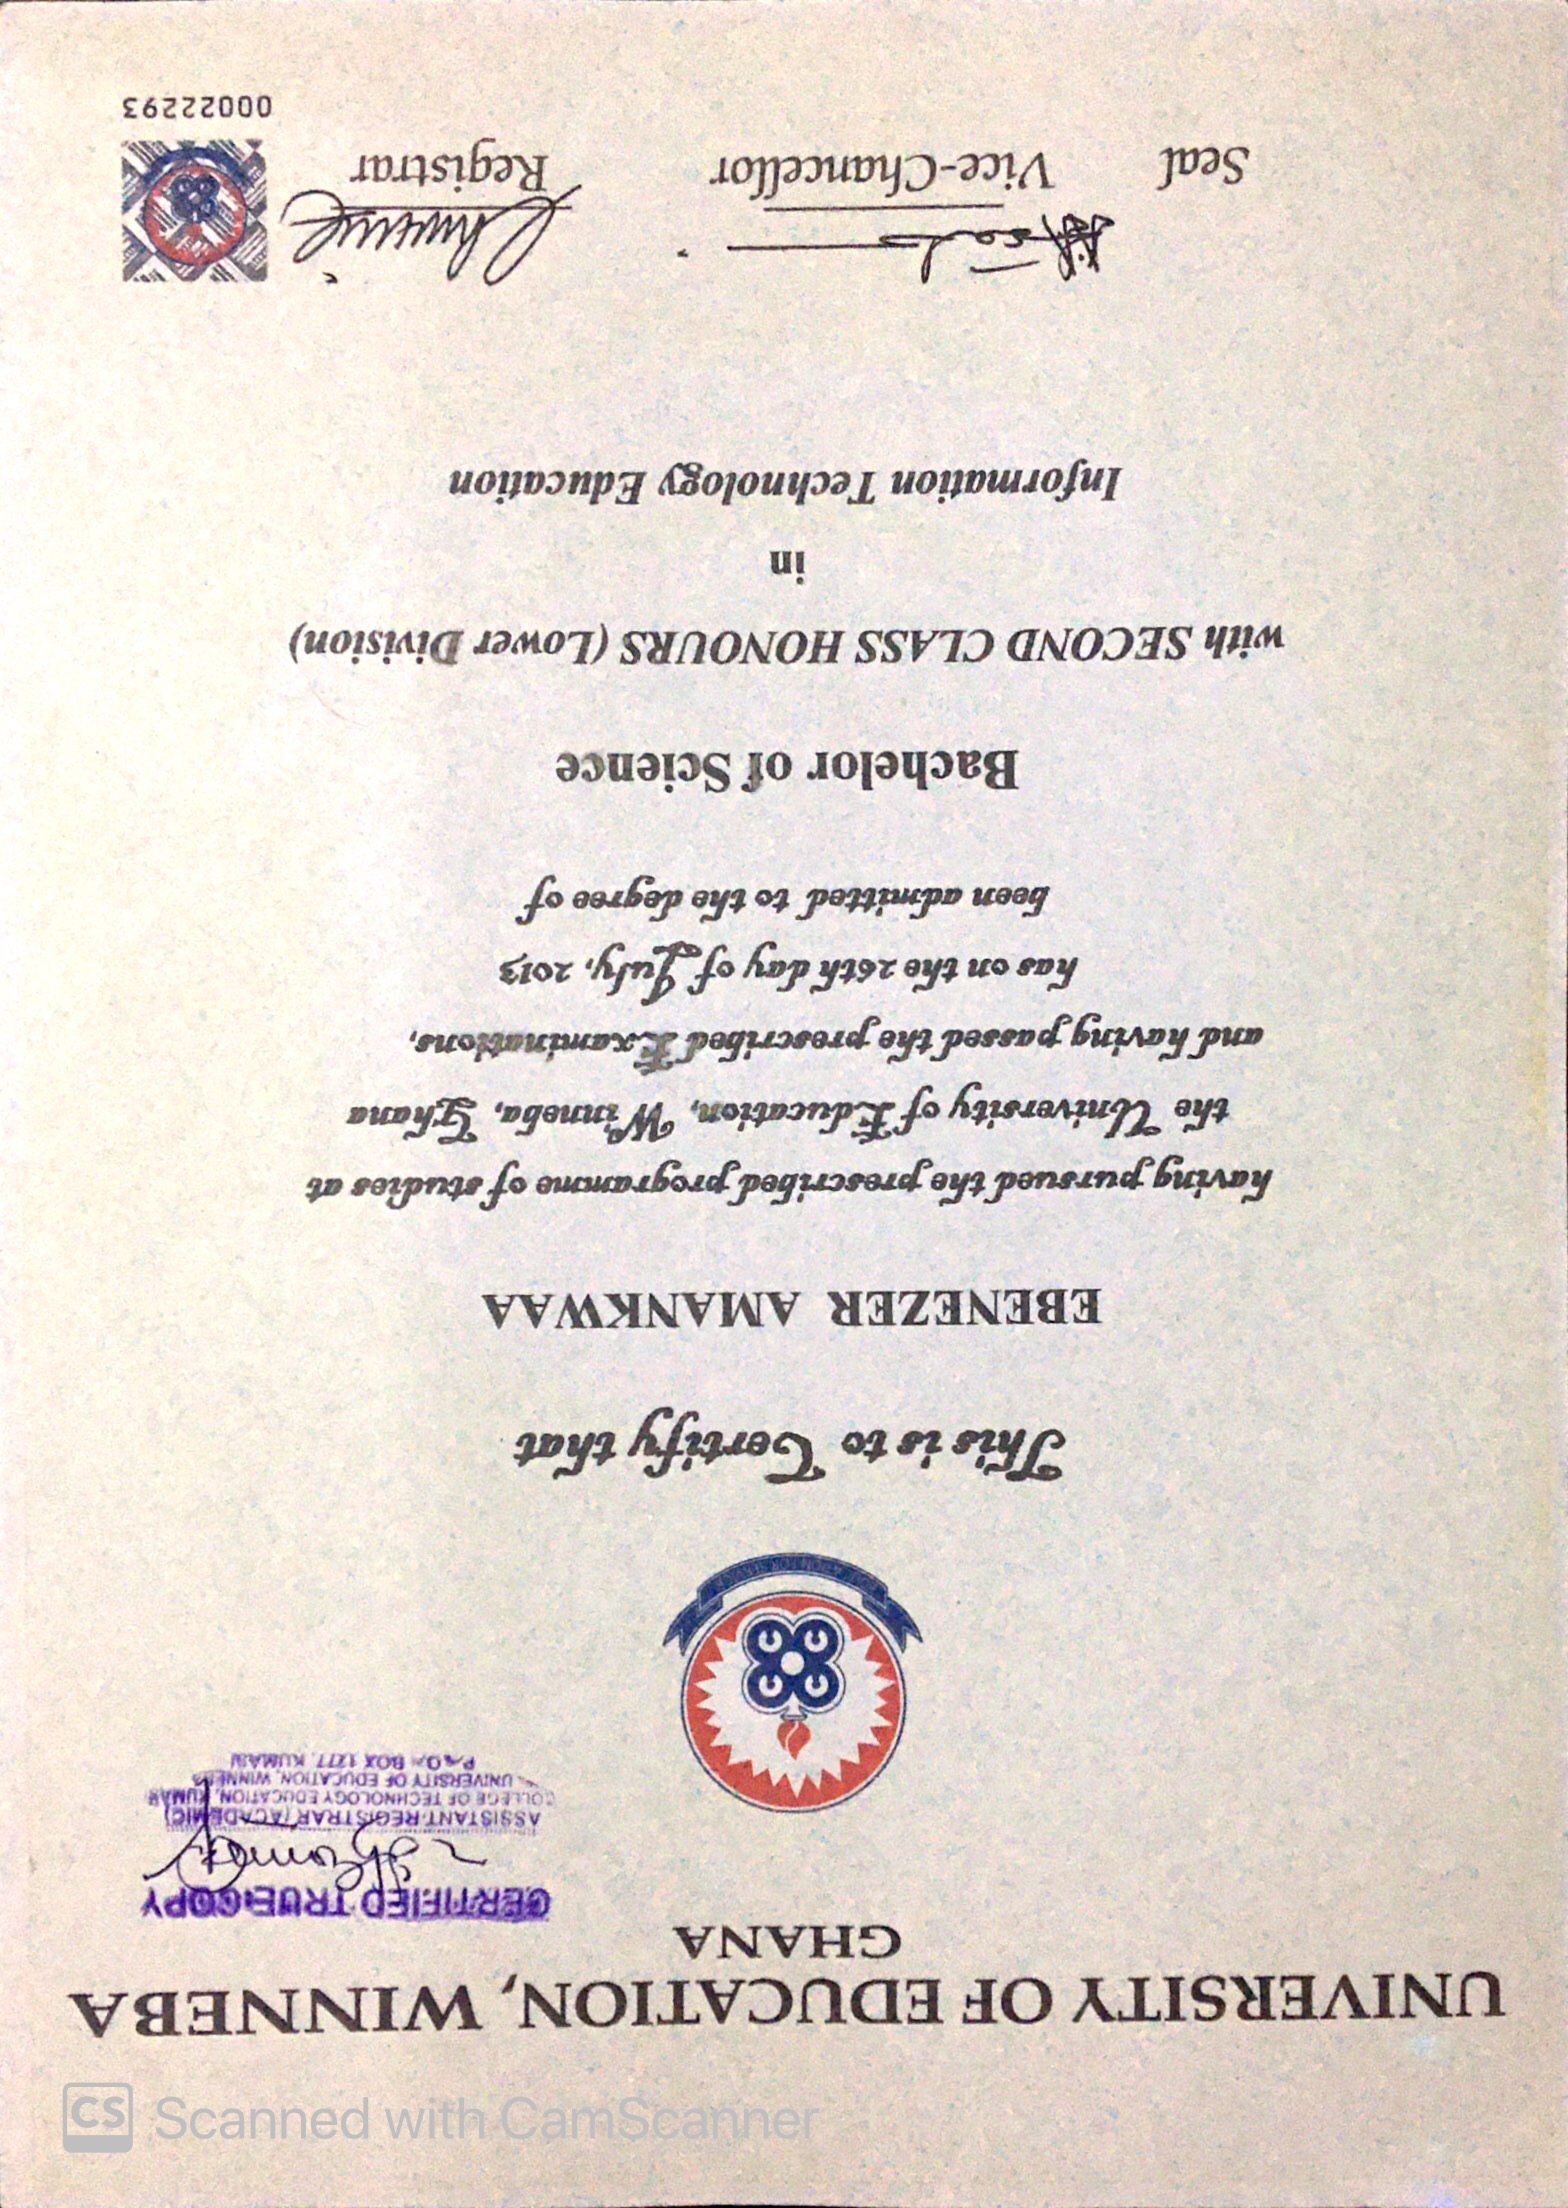 Scanned with CamScanner
CS
UNIVERSITY OF EDUCATION, WINNEBA
GHANA
CERTIFIED TRUE COPY
ASSISTANT REGISTRAR (ACADEMIC)
COLLEGE OF TECHNOLOGY EDUCATION, KUMASI
UNIVERSITY OF EDUCATION, WINNEBA
P. O. BOX 1277, KUMASI
EDUCATION FOR SERVICE
This is to Certify that
EBENEZER AMANKWAA
having pursued the prescribed programme of studies at
the University of Education, Winneba, Ghana
and having passed the prescribed Examinations,
has on the 26th day of July, 2013
been admitted to the degree of
Bachelor of Science
with SECOND CLASS HONOURS (Lower Division)
in
Information Technology Education
Seal
Vice-Chancellor
Registrar
00022293